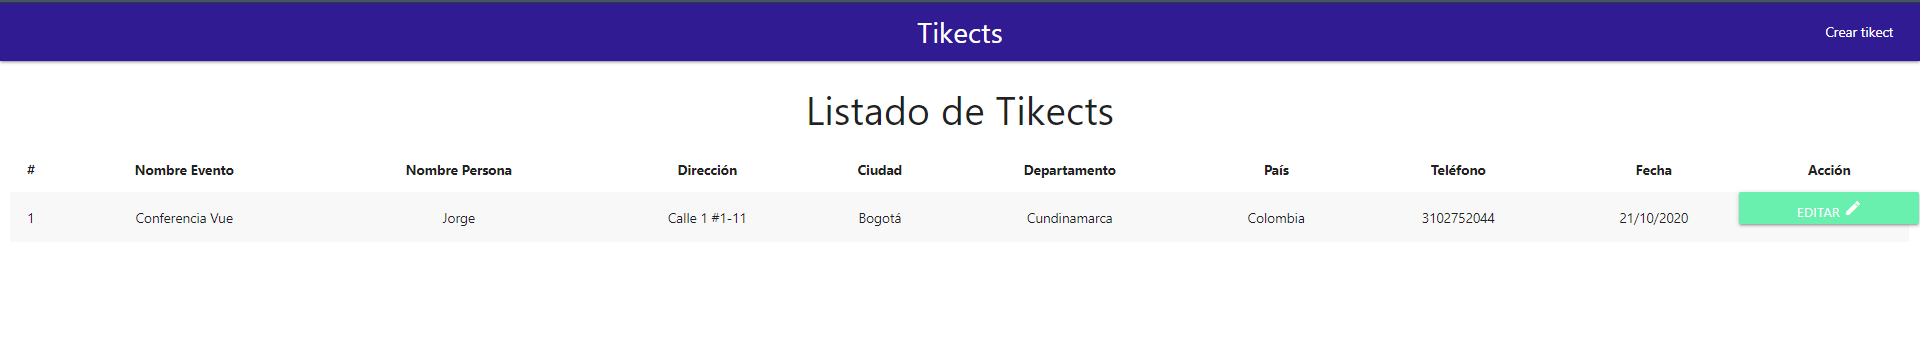 Tikects
Crear tikect
Listado de Tikects
# Nombre Evento Nombre Persona Dirección Ciudad Departamento País Teléfono Fecha Acción
1 Conferencia Vue Jorge Calle 1 #1-11 Bogotá Cundinamarca Colombia 3102752044 21/10/2020 EDITAR